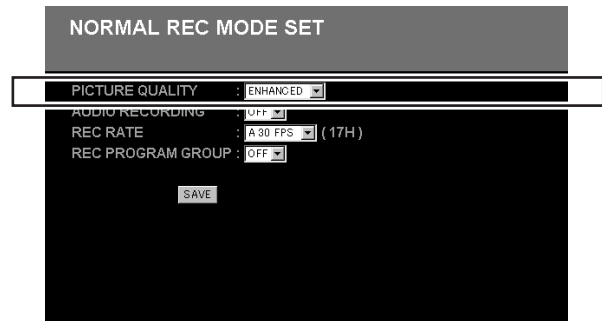 NORMAL REC MODE SET
PICTURE QUALITY : ENHANCED
AUDIO RECORDING : OFF
REC RATE : A 30 FPS (17H)
REC PROGRAM GROUP : OFF
SAVE